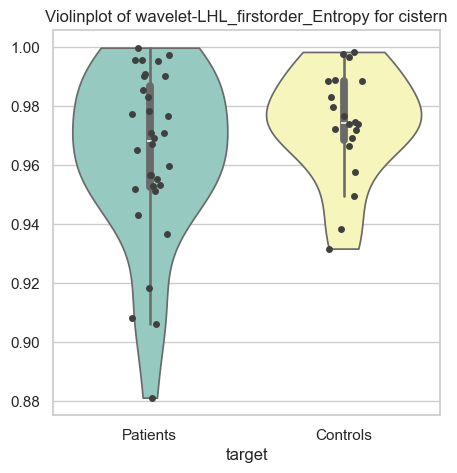 Violinplot of wavelet-LHL_firstorder_Entropy for cistern
1.00
0.98
0.96
0.94
0.92
0.90
0.88
Patients Controls
target